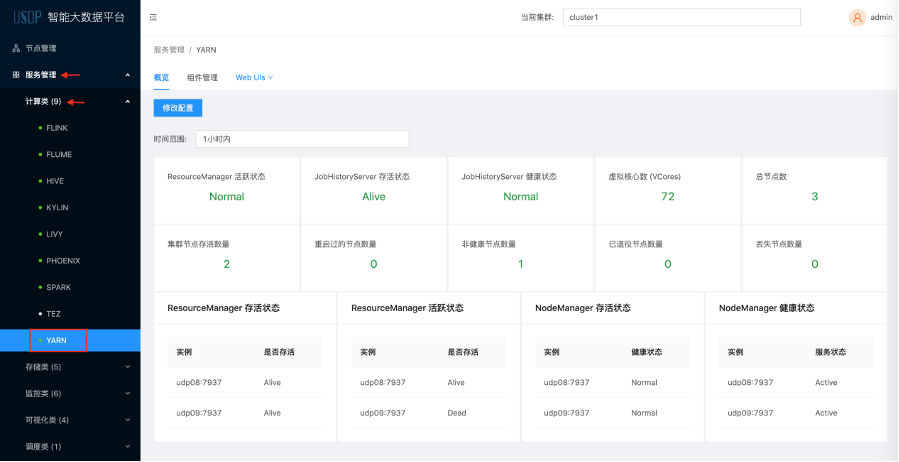 USDP 智能大数据平台
当前集群: cluster1 admin
节点管理
服务管理
计算类 (9)
FLINK
FLUME
HIVE
KYLIN
LIVY
PHOENIX
SPARK
TEZ
YARN
存储类 (5)
监控类 (6)
可视化类 (4)
调度类 (1)
服务管理 / YARN
概览 组件管理 Web UIs
修改配置
时间范围: 1小时内
ResourceManager 活跃状态 JobHistoryServer 存活状态 JobHistoryServer 健康状态 虚拟核心数 (VCores) 总节点数
Normal Alive Normal 72 3
集群节点存活数量 重启过的节点数量 非健康节点数量 已退役节点数量 丢失节点数量
2 0 1 0 0
ResourceManager 存活状态 ResourceManager 活跃状态 NodeManager 存活状态 NodeManager 健康状态
实例 是否存活 实例 是否存活 实例 健康状态 实例 服务状态
udp08:7937 Alive udp08:7937 Alive udp08:7937 Normal udp08:7937 Active
udp09:7937 Alive udp09:7937 Dead udp09:7937 Normal udp09:7937 Active